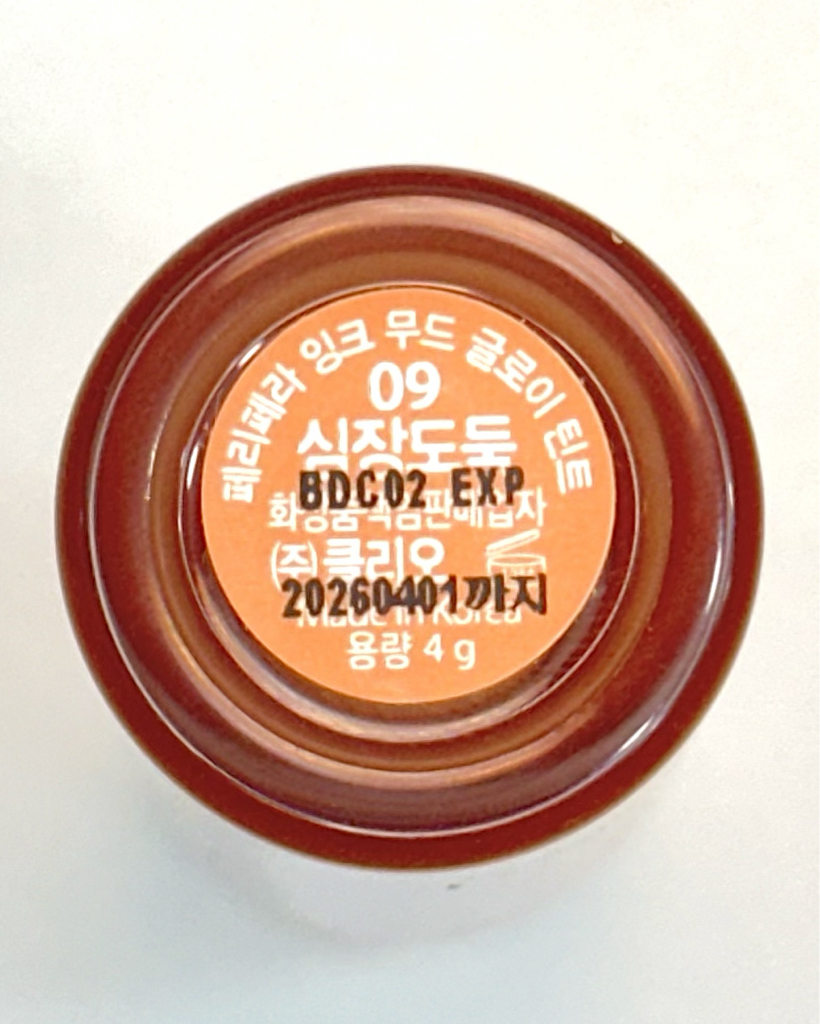 페리페라 잉크 무드 글로이 틴트
09
심장도둑
BDC02 EXP
화장품책임판매업자
(주)클리오
20260401까지
Made in Korea
용량 4 g